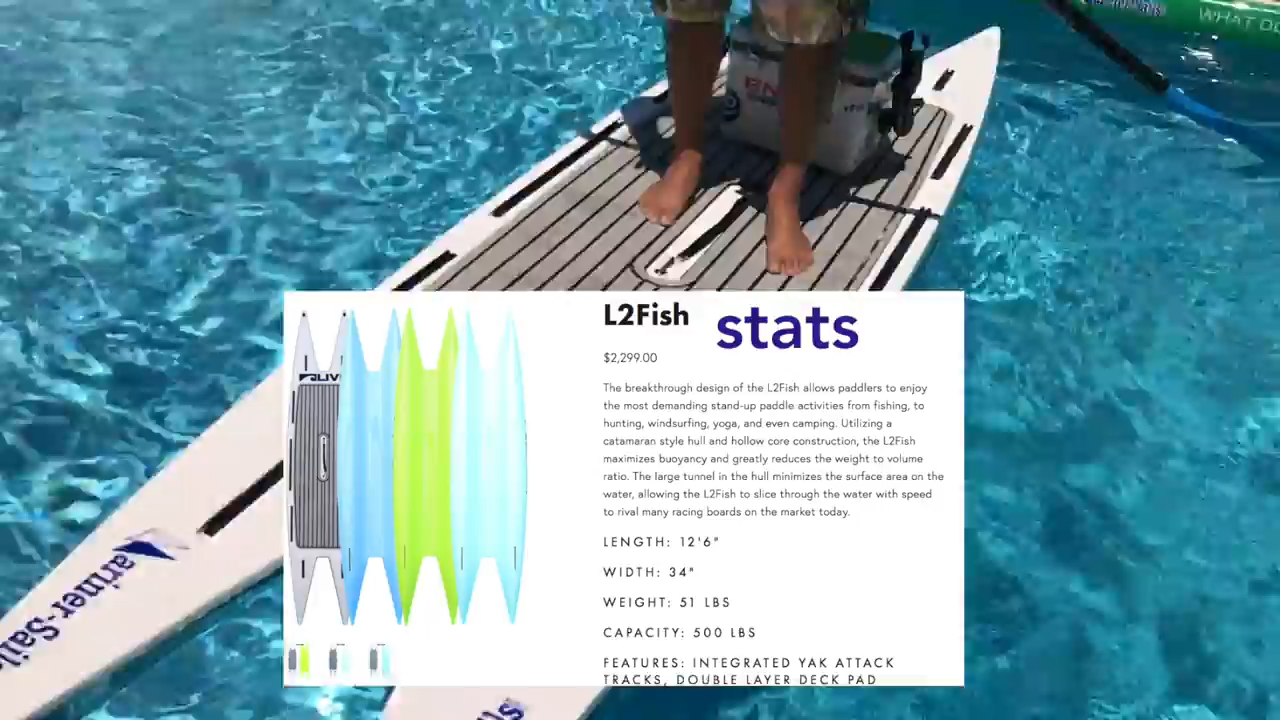 WHAT
L2Fish
stats
$2,299.00
The breakthrough design of the L2Fish allows paddlers to enjoy
the most demanding stand-up paddle activities from fishing, to
hunting, windsurfing, yoga, and even camping. Utilizing a
catamaran style hull and hollow core construction, the L2Fish
maximizes buoyancy and greatly reduces the weight to volume
ratio. The large tunnel in the hull minimizes the surface area on the
water, allowing the L2Fish to slice through the water with speed
to rival many racing boards on the market today.
LENGTH: 12'6"
WIDTH: 34"
WEIGHT: 51 LBS
CAPACITY: 500 LBS
FEATURES: INTEGRATED YAK ATTACK
TRACKS, DOUBLE LAYER DECK PAD
ariner-Sails